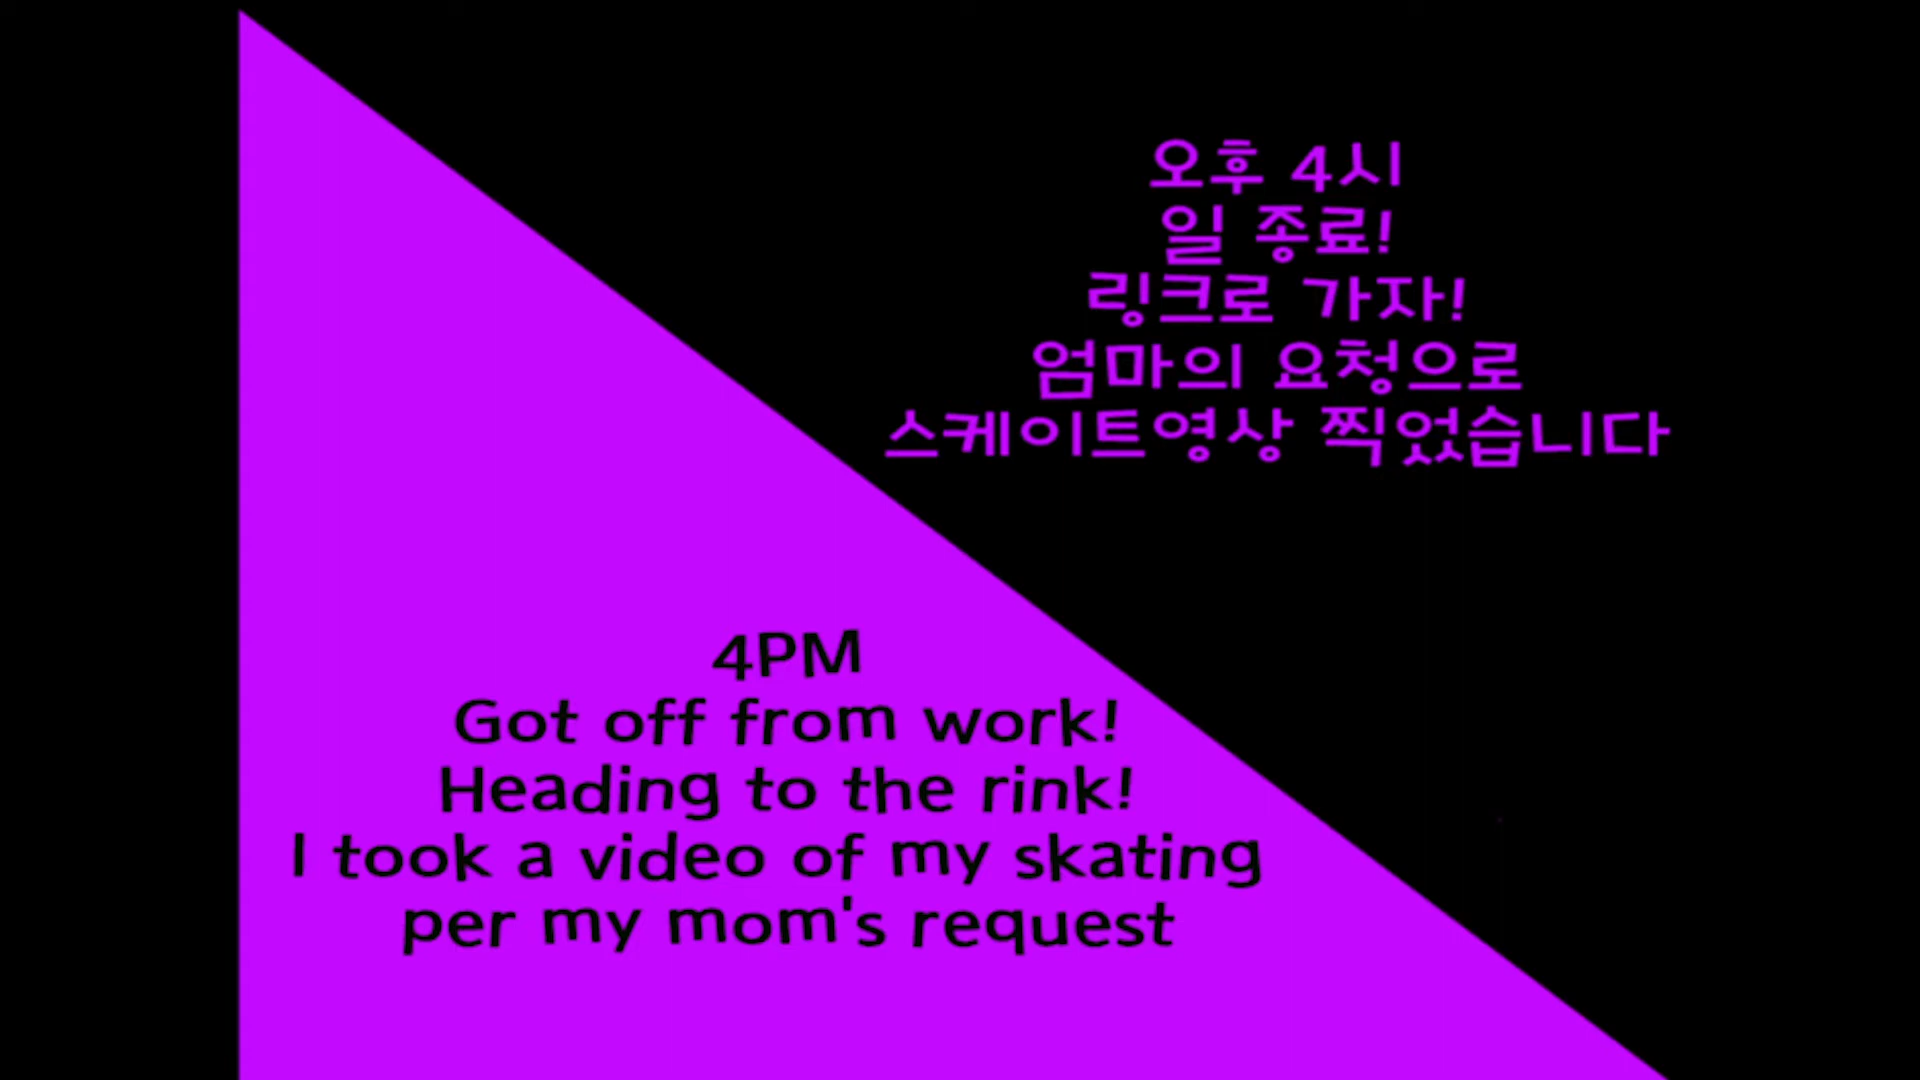 오후 4시
일 종료!
링크로 가자!
엄마의 요청으로
스케이트영상 찍었습니다
4PM
Got off from work!
Heading to the rink!
I took a video of my skating
per my mom's request